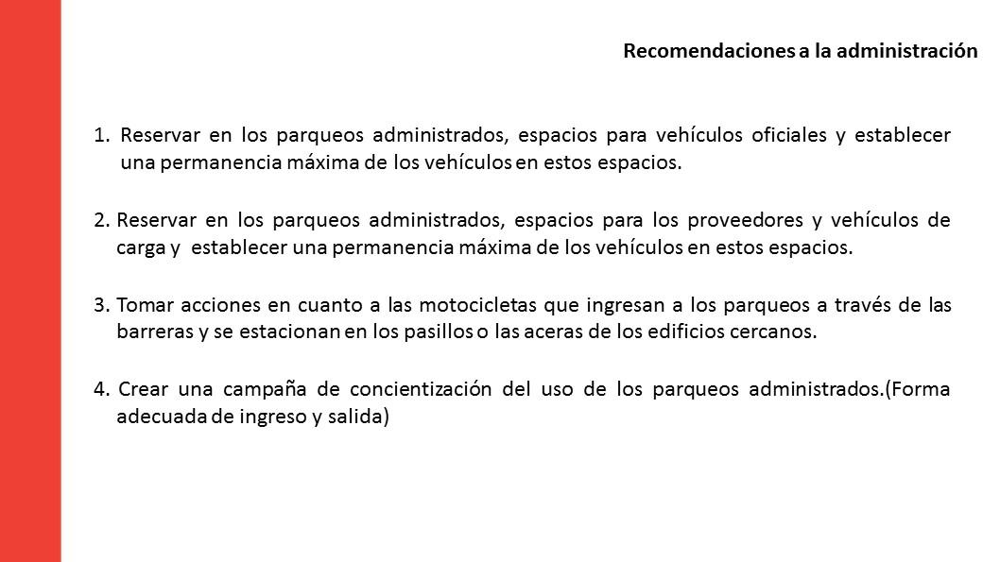 Recomendaciones a la administración
1. Reservar en los parqueos administrados, espacios para vehículos oficiales y establecer
una permanencia máxima de los vehículos en estos espacios.
2. Reservar en los parqueos administrados, espacios para los proveedores y vehículos de
carga y  establecer una permanencia máxima de los vehículos en estos espacios.
3. Tomar acciones en cuanto a las motocicletas que ingresan a los parqueos a través de las
barreras y se estacionan en los pasillos o las aceras de los edificios cercanos.
4. Crear una campaña de concientización del uso de los parqueos administrados.(Forma
adecuada de ingreso y salida)